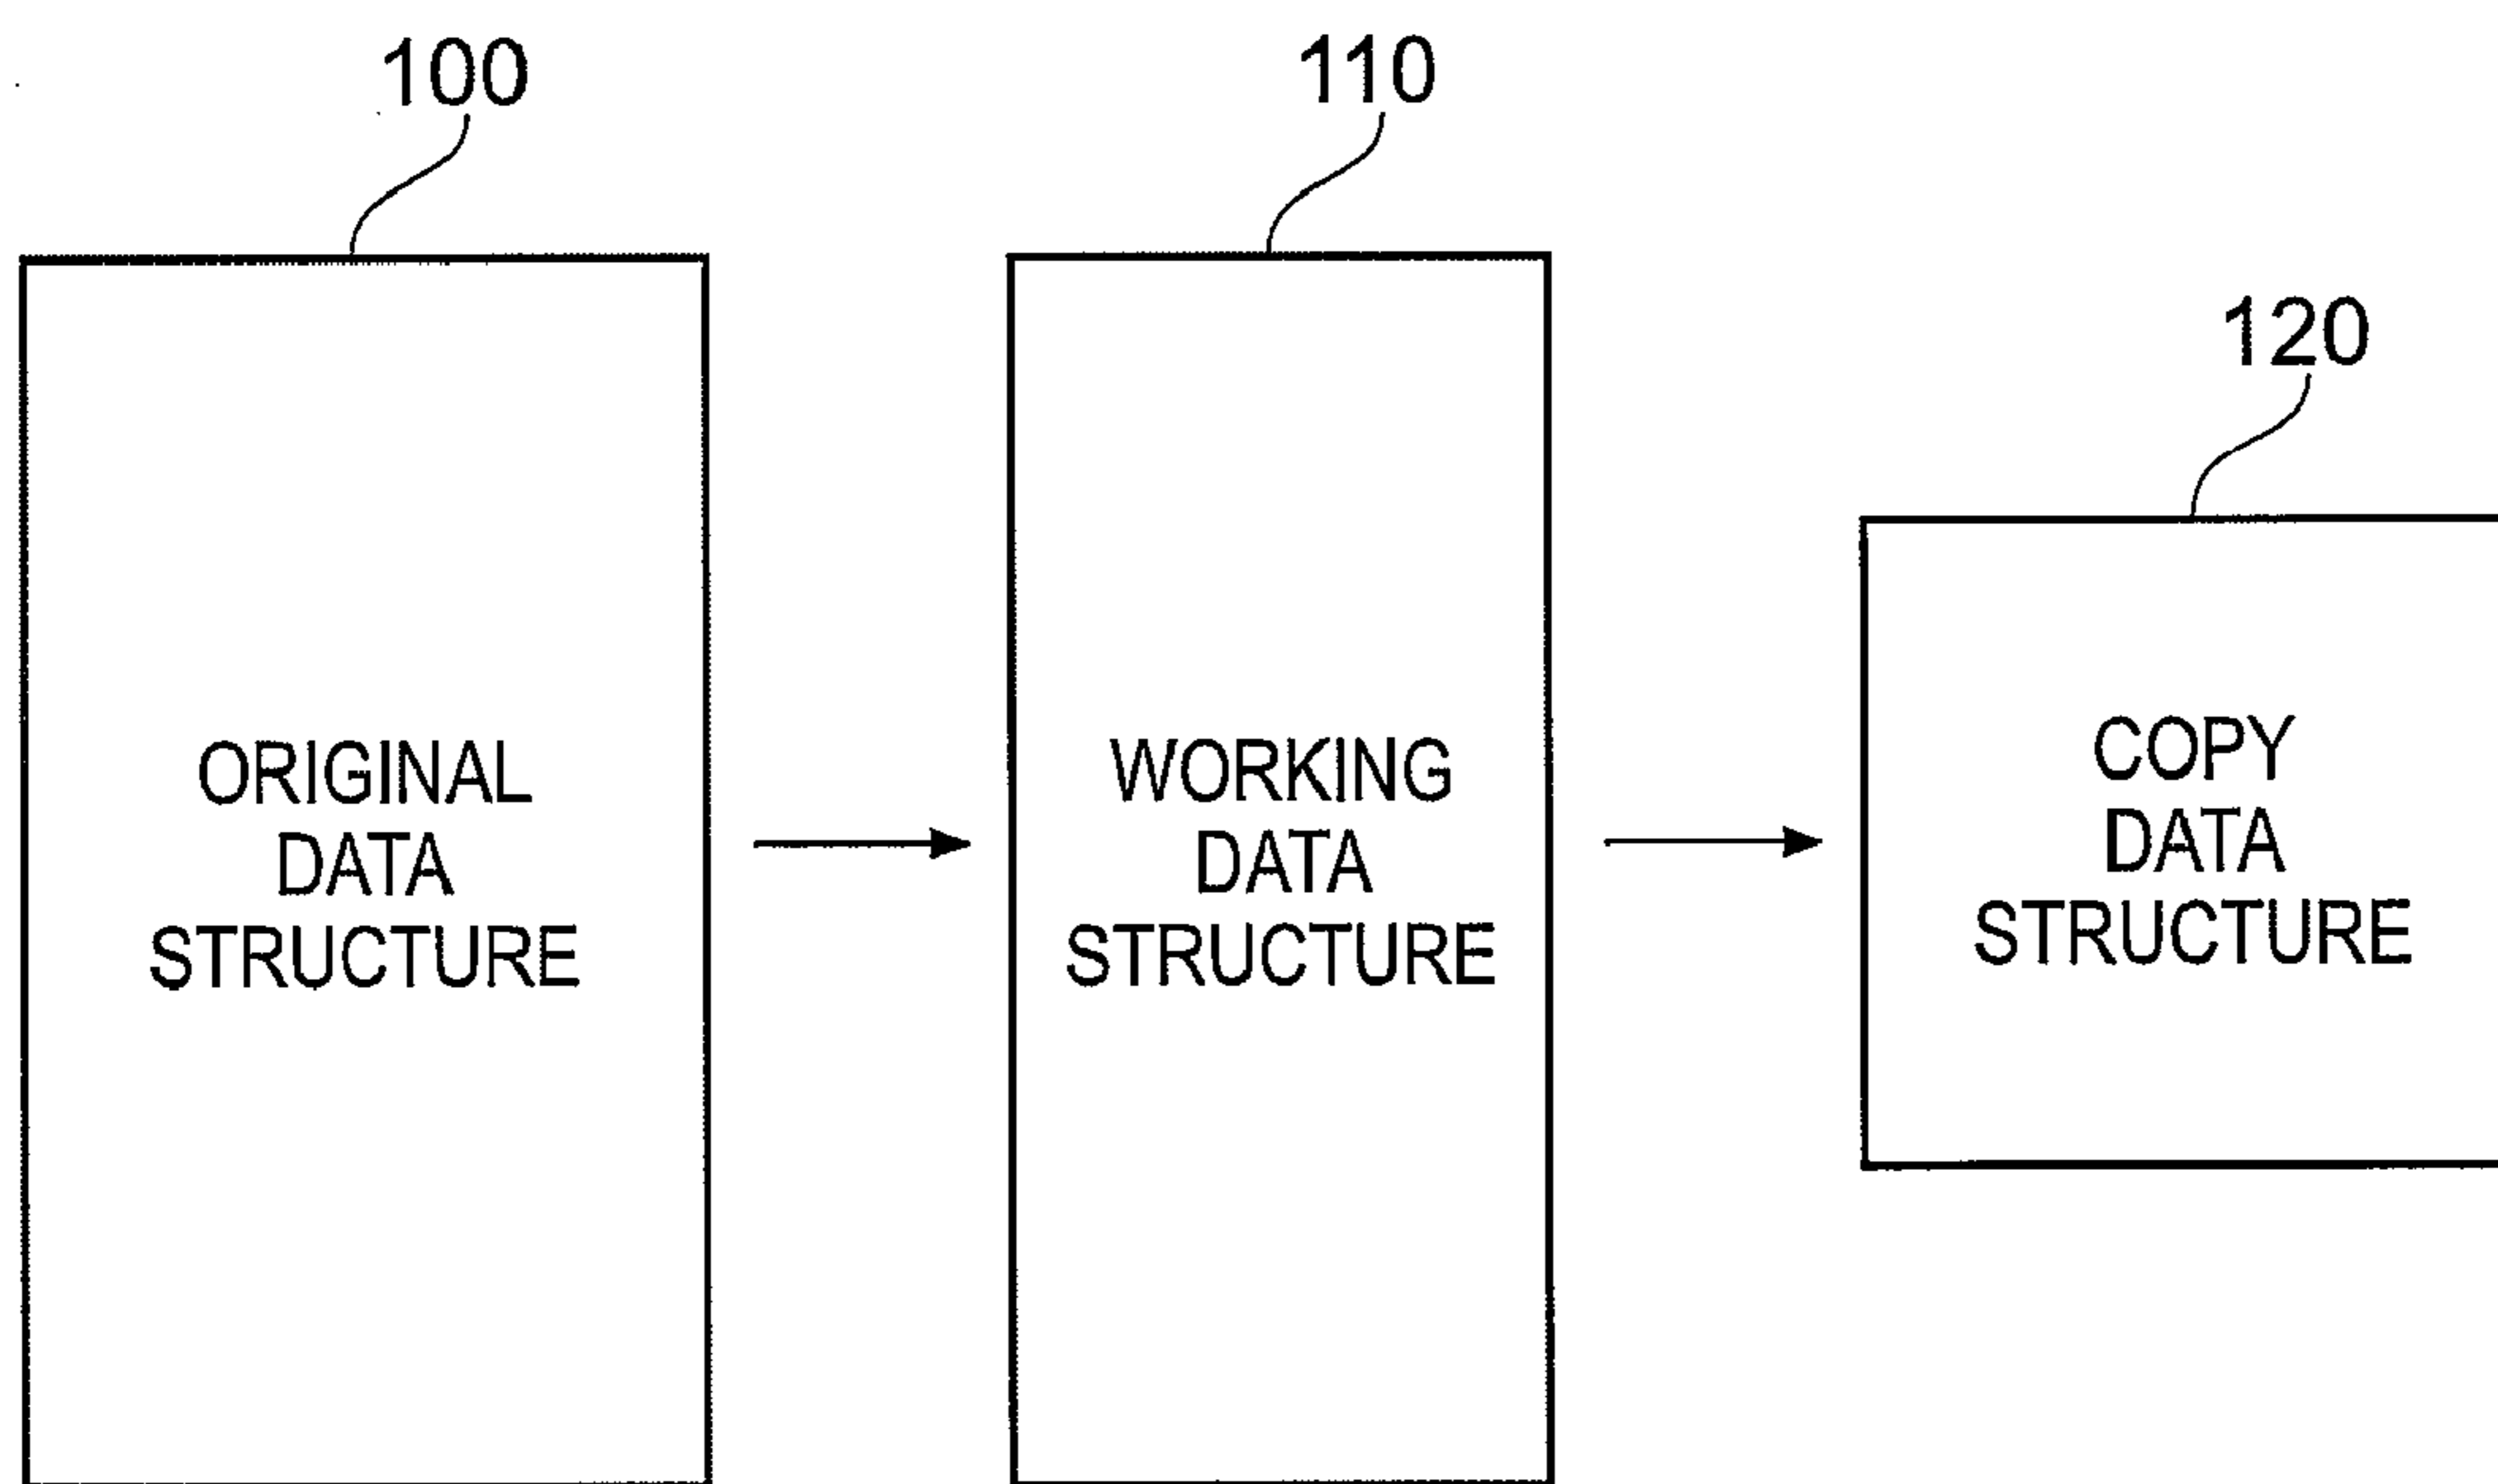 100
110
120
ORIGINAL
DATA
STRUCTURE
WORKING
DATA
STRUCTURE
COPY
DATA
STRUCTURE